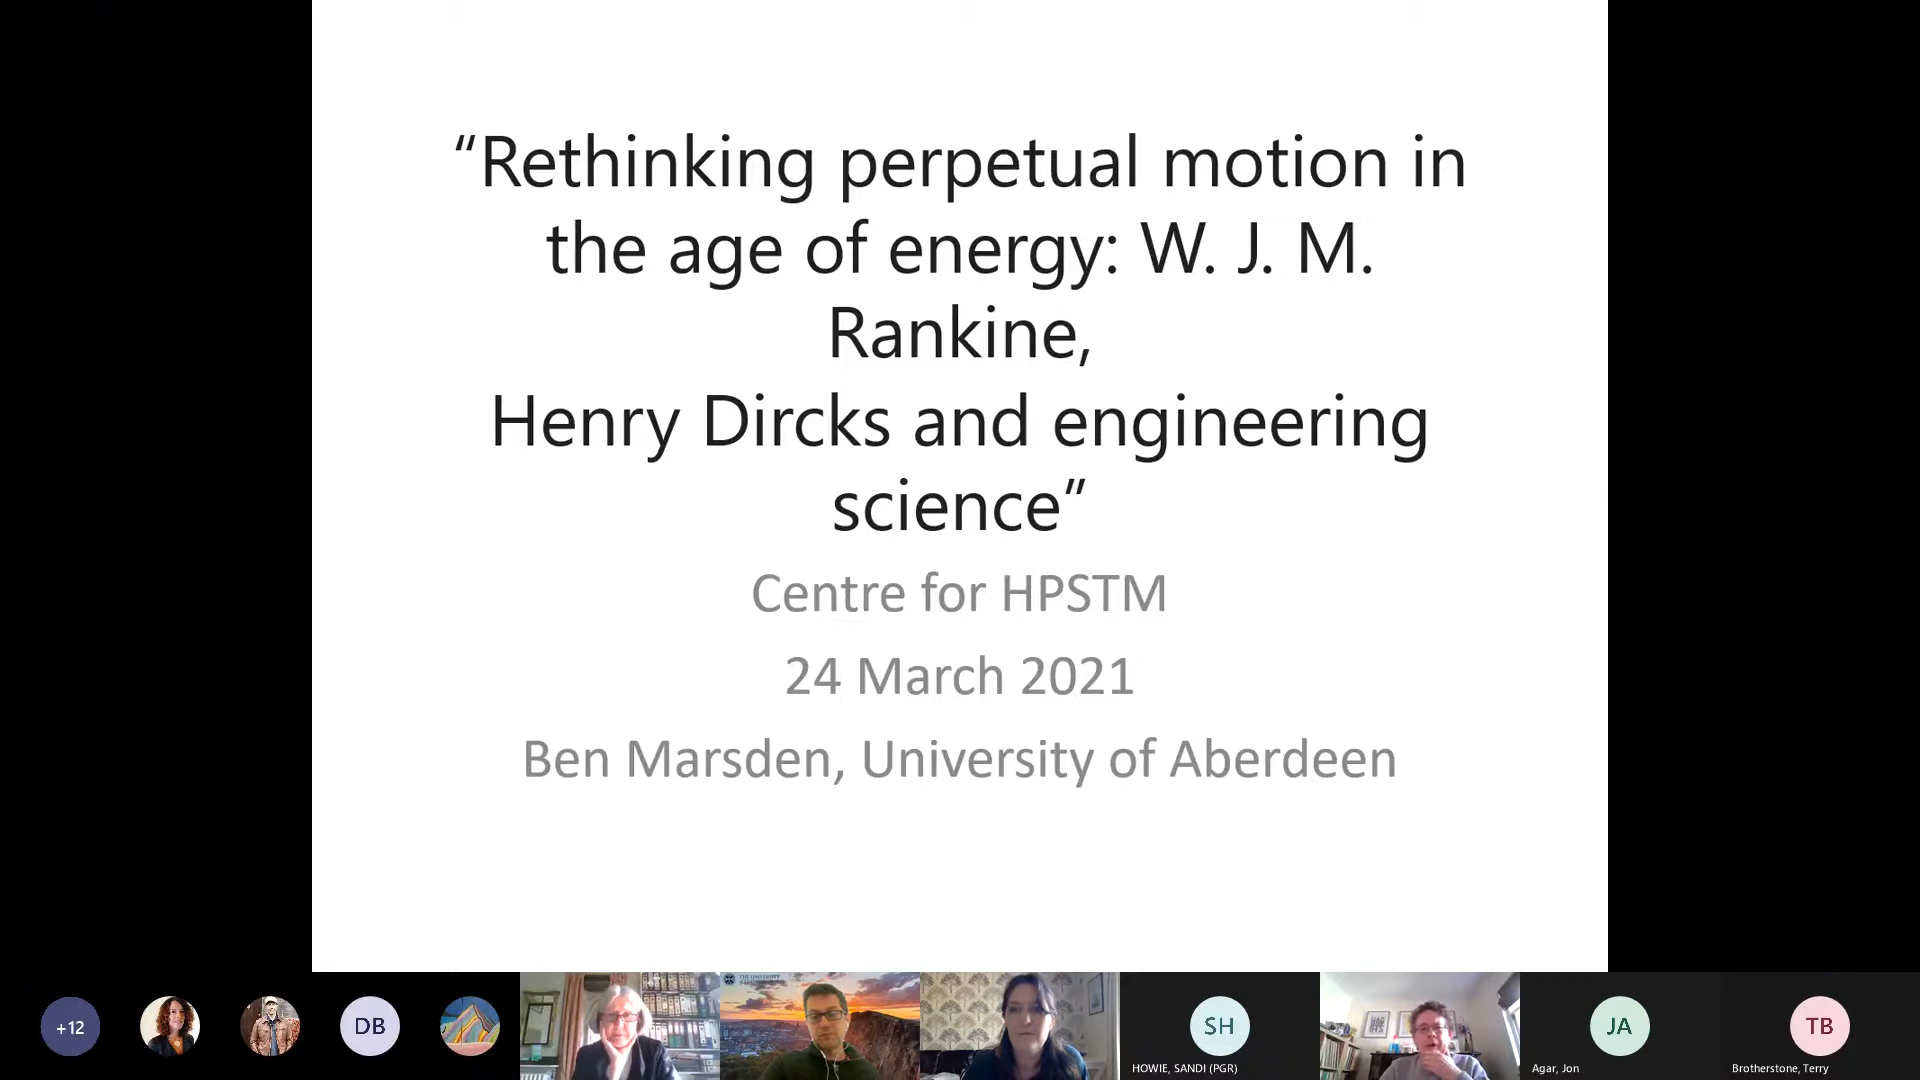 “Rethinking perpetual motion in
the age of energy: W. J. M.
Rankine,
Henry Dircks and engineering
science”
Centre for HPSTM
24 March 2021
Ben Marsden, University of Aberdeen
+12
DB
SH
HOWIE, SANDI (PGR)
JA
Agar, Jon
TB
Brotherstone, Terry